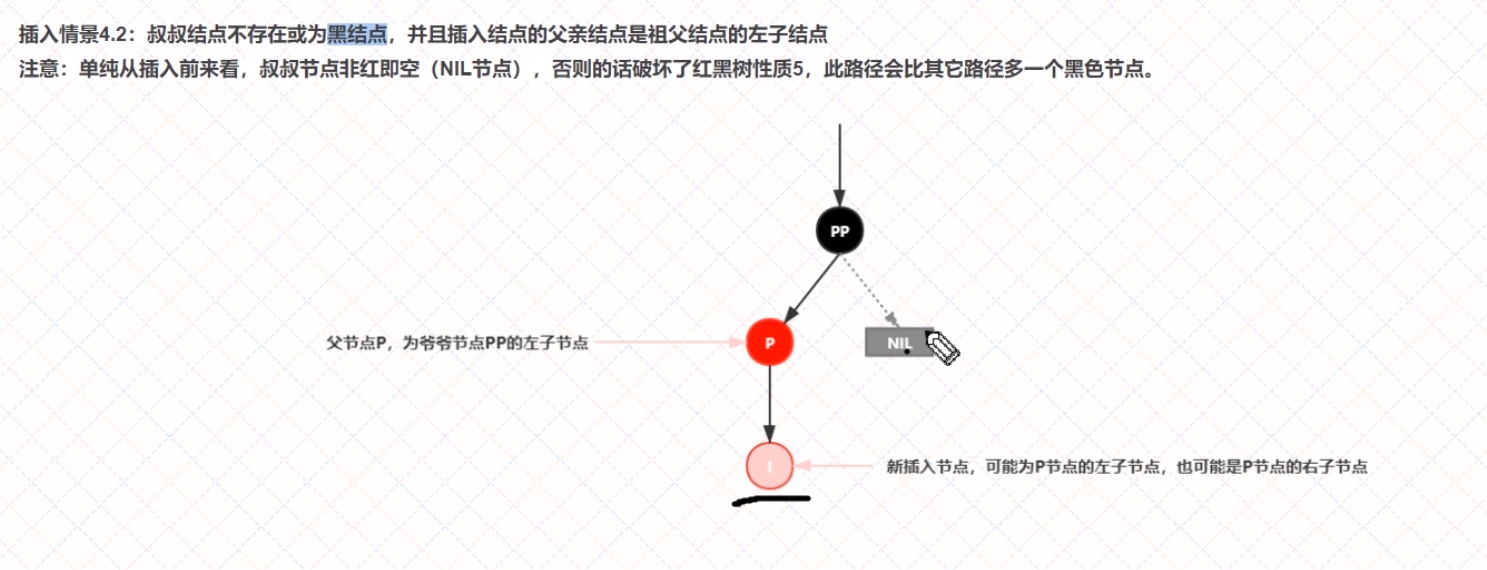 插入情景4.2：叔叔结点不存在或为黑结点，并且插入结点的父亲结点是祖父结点的左子结点
注意：单纯从插入前来看，叔叔节点非红即空（NIL节点），否则的话破坏了红黑树性质5，此路径会比其它路径多一个黑色节点。
PP
父节点P，为爷爷节点PP的左子节点
P
NIL
I
新插入节点，可能为P节点的左子节点，也可能是P节点的右子节点